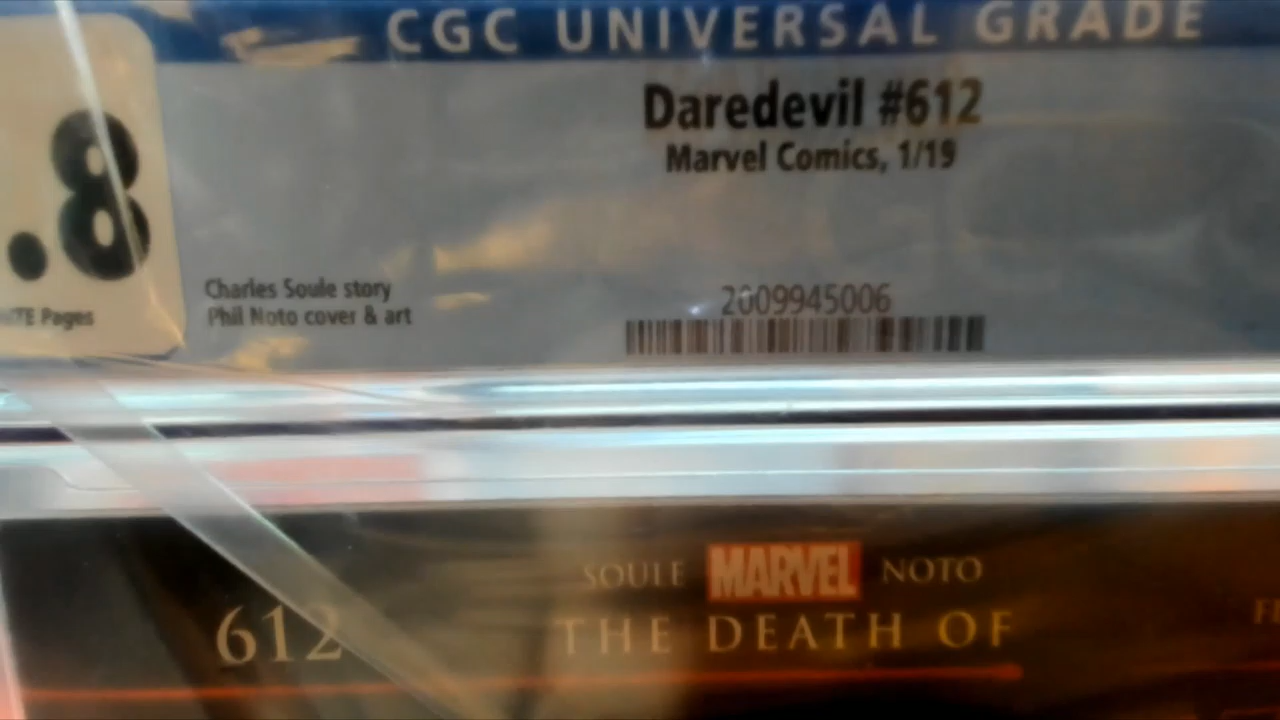 CGC UNIVERSAL GRADE
.8
Pages
Daredevil #612
Marvel Comics, 1/19
Charles Soule story
Phil Noto cover & art
2009945006
SOULE MARVEL NOTO
612
THE DEATH OF